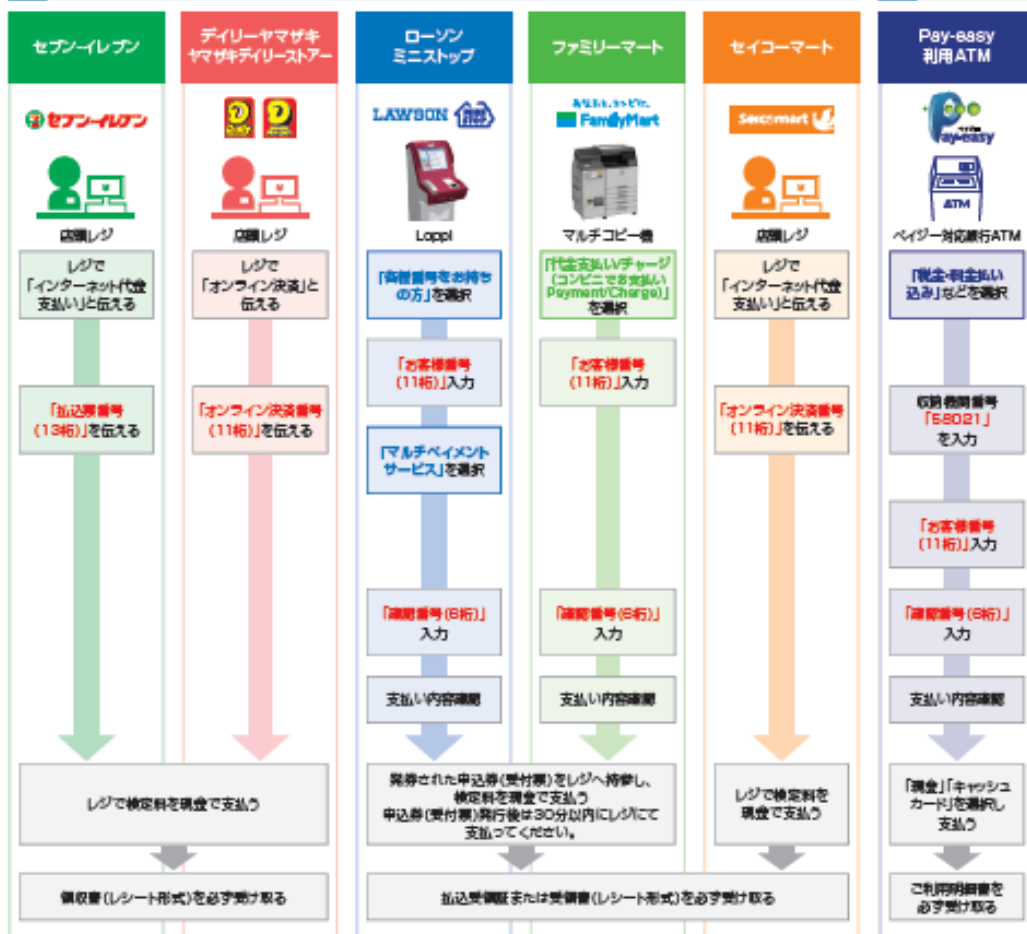 セブン-イレブン
デイリーヤマザキ
ヤマザキデイリーストアー
ローソン
ミニストップ
ファミリーマート
セイコーマート
Pay-easy
利用ATM
セブン-イレブン
LAWSON
あなたと、コンビに、
FamilyMart
Seicomart
Pay-easy
ATM
店頭レジ
店頭レジ
Loppi
マルチコピー機
店頭レジ
ペイジー対応銀行ATM
レジで
「インターネット代金
支払い」と伝える
「払込票番号
(13桁)」を伝える
レジで
「オンライン決済」と
伝える
「オンライン決済番号
(11桁)」を伝える
「各種番号をお持ち
の方」を選択
「お客様番号
(11桁)」入力
「マルチペイメント
サービス」を選択
「確認番号(6桁)」
入力
支払い内容確認
「代金支払い/チャージ
(コンビニでお支払い
Payment/Charge)」
を選択
「お客様番号
(11桁)」入力
「確認番号(6桁)」
入力
支払い内容確認
レジで
「インターネット代金
支払い」と伝える
「オンライン決済番号
(11桁)」を伝える
「税金・料金払い
込み」などを選択
収納機関番号
「58021」
を入力
「お客様番号
(11桁)」入力
「確認番号(6桁)」
入力
支払い内容確認
レジで検定料を現金で支払う
発券された申込券(受付票)をレジへ持参し、
検定料を現金で支払う
申込券(受付票)発行後は30分以内にレジにて
支払ってください。
レジで検定料を
現金で支払う
「現金」「キャッシュ
カード」を選択し
支払う
領収書(レシート形式)を必ず受け取る
払込受領証または受領書(レシート形式)を必ず受け取る
ご利用明細書を
必ず受け取る